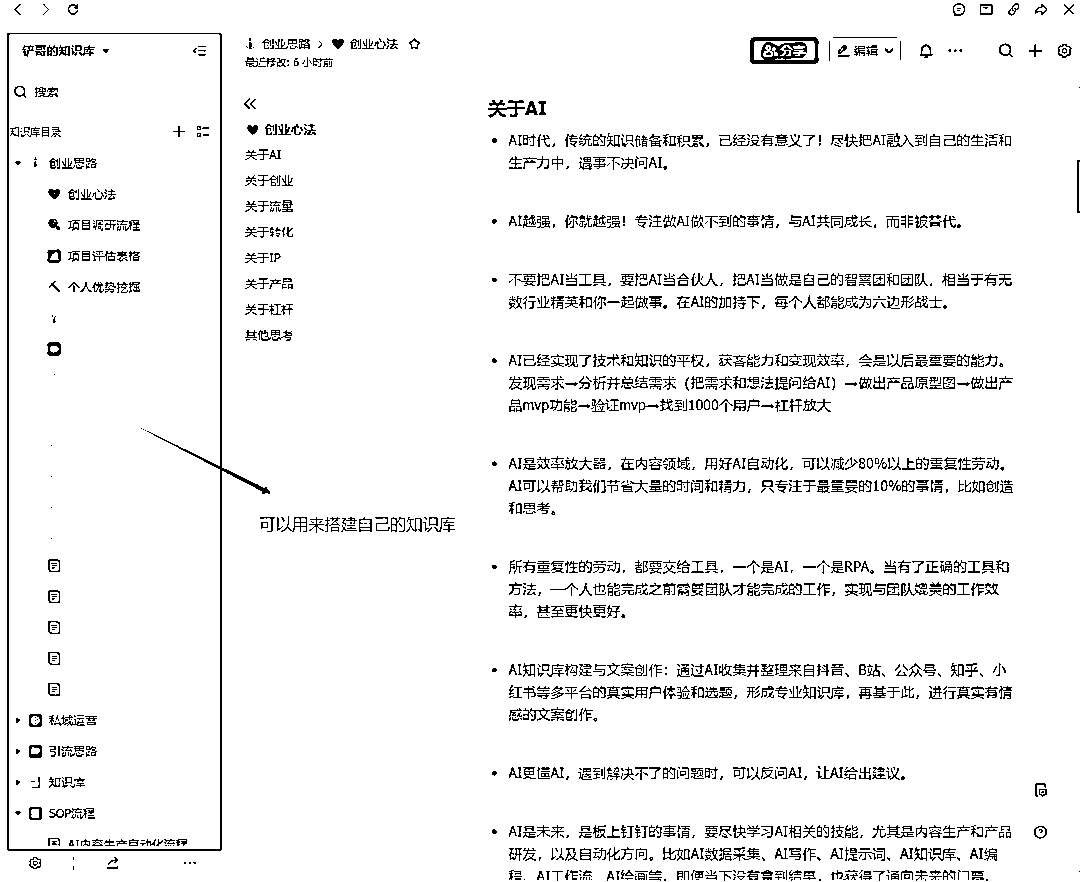 铲哥的知识库
搜索
知识库目录
创业思路
创业心法
项目调研流程
项目评估表格
个人优势挖掘
私域运营
引流思路
知识库
SOP流程
AI内容生产自动化流程
创业思路 > 创业心法
最近修改: 6 小时前
分享
编辑
创业心法
关于AI
关于创业
关于流量
关于转化
关于IP
关于产品
关于杠杆
其他思考
可以用来搭建自己的知识库
关于AI
AI时代，传统的知识储备和积累，已经没有意义了！尽快把AI融入到自己的生活和
生产力中，遇事不决问AI。
AI越强，你就越强！专注做AI做不到的事情，与AI共同成长，而非被替代。
不要把AI当工具，要把AI当合伙人，把AI当做是自己的智囊团和团队，相当于有无
数行业精英和你一起做事。在AI的加持下，每个人都能成为六边形战士。
AI已经实现了技术和知识的平权，获客能力和变现效率，会是以后最重要的能力。
发现需求→分析并总结需求（把需求和想法提问给AI）→做出产品原型图→做出产
品mvp功能→验证mvp→找到1000个用户→杠杆放大
AI是效率放大器，在内容领域，用好AI自动化，可以减少80%以上的重复性劳动。
AI可以帮助我们节省大量的时间和精力，只专注于最重要的10%的事情，比如创造
和思考。
所有重复性的劳动，都要交给工具，一个是AI，一个是RPA。当有了正确的工具和
方法，一个人也能完成之前需要团队才能完成的工作，实现与团队媲美的工作效
率，甚至更快更好。
AI知识库构建与文案创作：通过AI收集并整理来自抖音、B站、公众号、知乎、小
红书等多平台的真实用户体验和选题，形成专业知识库，再基于此，进行真实有情
感的文案创作。
AI更懂AI，遇到解决不了的问题时，可以反问AI，让AI给出建议。
AI是未来，是板上钉钉的事情，要尽快学习AI相关的技能，尤其是内容生产和产品
研发，以及自动化方向。比如AI数据采集、AI写作、AI提示词、AI知识库、AI编
程、AI工作流、AI绘画等，即便当下没有拿到结果，也获得了通向未来的门票。